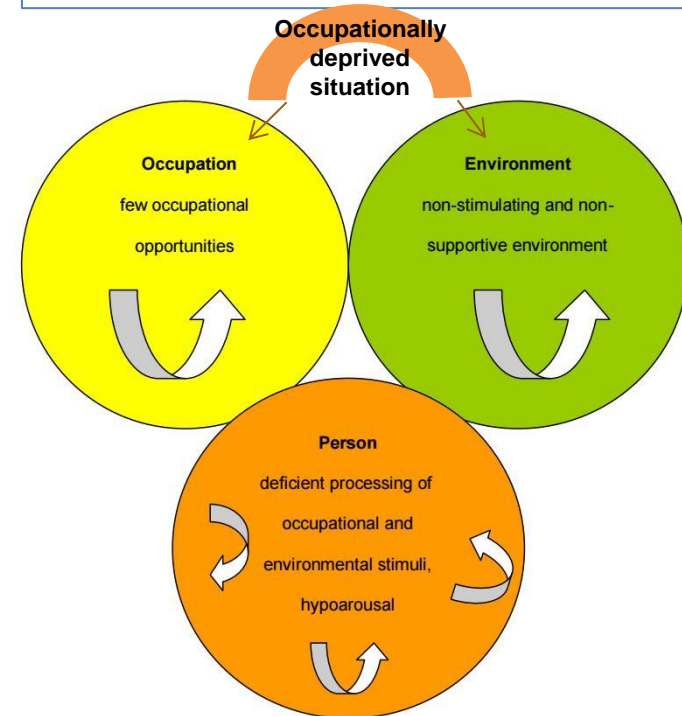 Occupationally
deprived
situation
Occupation
few occupational
opportunities
Environment
non-stimulating and non-
supportive environment
Person
deficient processing of
occupational and
environmental stimuli,
hypoarousal